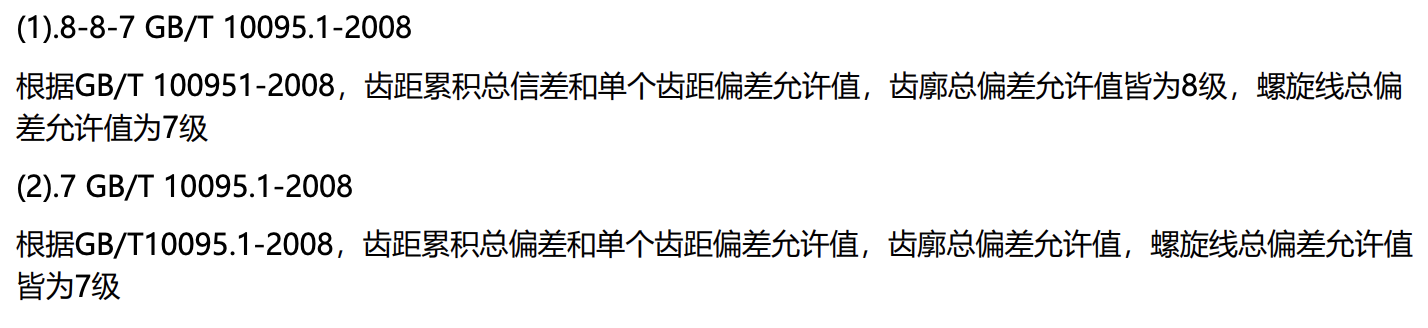 (1).8-8-7 GB/T 10095.1-2008
根据GB/T 100951-2008，齿距累积总信差和单个齿距偏差允许值，齿廓总偏差允许值皆为8级，螺旋线总偏
差允许值为7级
(2).7 GB/T 10095.1-2008
根据GB/T10095.1-2008，齿距累积总偏差和单个齿距偏差允许值，齿廓总偏差允许值，螺旋线总偏差允许值
皆为7级